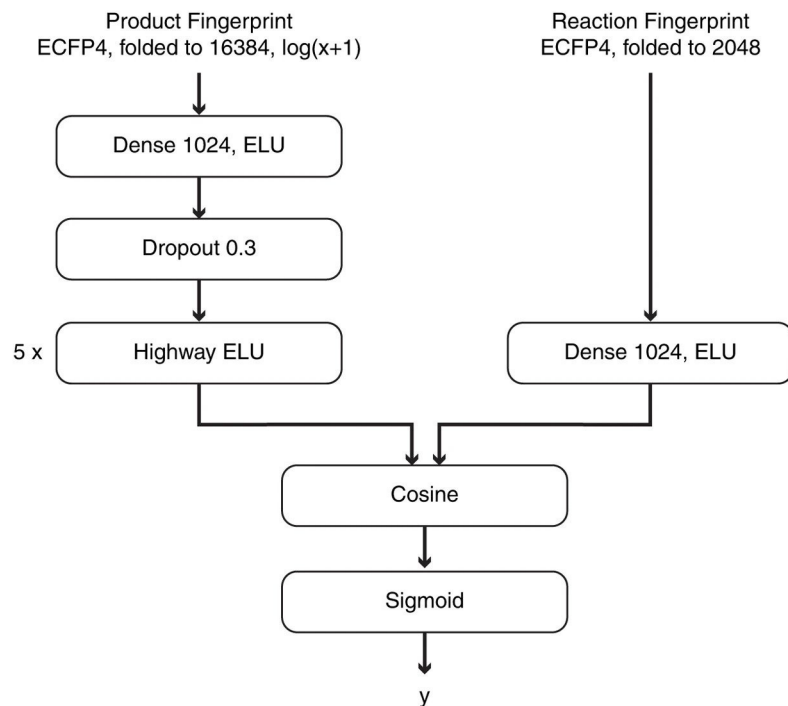 Product Fingerprint
ECFP4, folded to 16384, log(x+1)
Reaction Fingerprint
ECFP4, folded to 2048
Dense 1024, ELU
Dropout 0.3
5 x
Highway ELU
Dense 1024, ELU
Cosine
Sigmoid
y